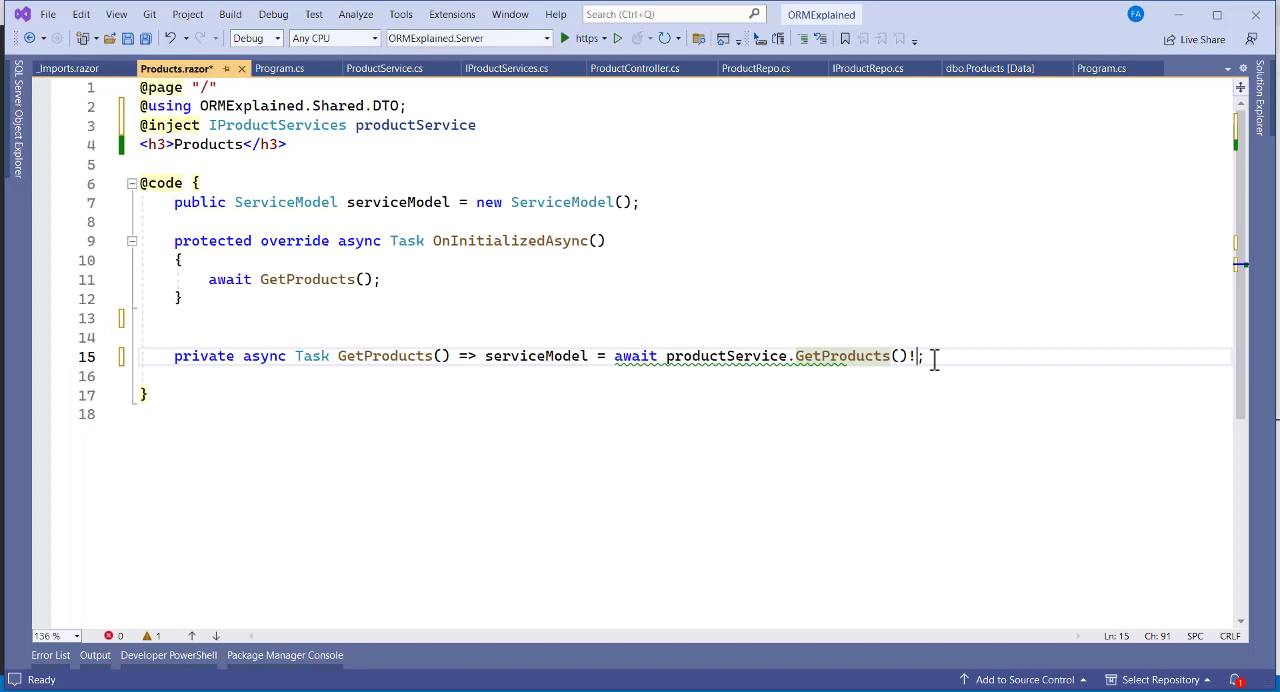 File Edit View Git Project Build Debug Test Analyze Tools Extensions Window Help Search (Ctrl+Q) ORMExplained FA
Debug Any CPU ORMExplained.Server https Live Share
_Imports.razor Products.razor* Program.cs ProductService.cs IProductServices.cs ProductController.cs ProductRepo.cs IProductRepo.cs dbo.Products [Data] Program.cs
SQL Server Object Explorer
Solution Explorer
1 @page "/"
2 @using ORMExplained.Shared.DTO;
3 @inject IProductServices productService
4 <h3>Products</h3>
5
6 @code {
7 public ServiceModel serviceModel = new ServiceModel();
8
9 protected override async Task OnInitializedAsync()
10 {
11 await GetProducts();
12 }
13
14
15 private async Task GetProducts() => serviceModel = await productService.GetProducts()!;
16
17 }
18
136 % 0 1 Ln: 15 Ch: 91 SPC CRLF
Error List Output Developer PowerShell Package Manager Console
Ready Add to Source Control Select Repository 1